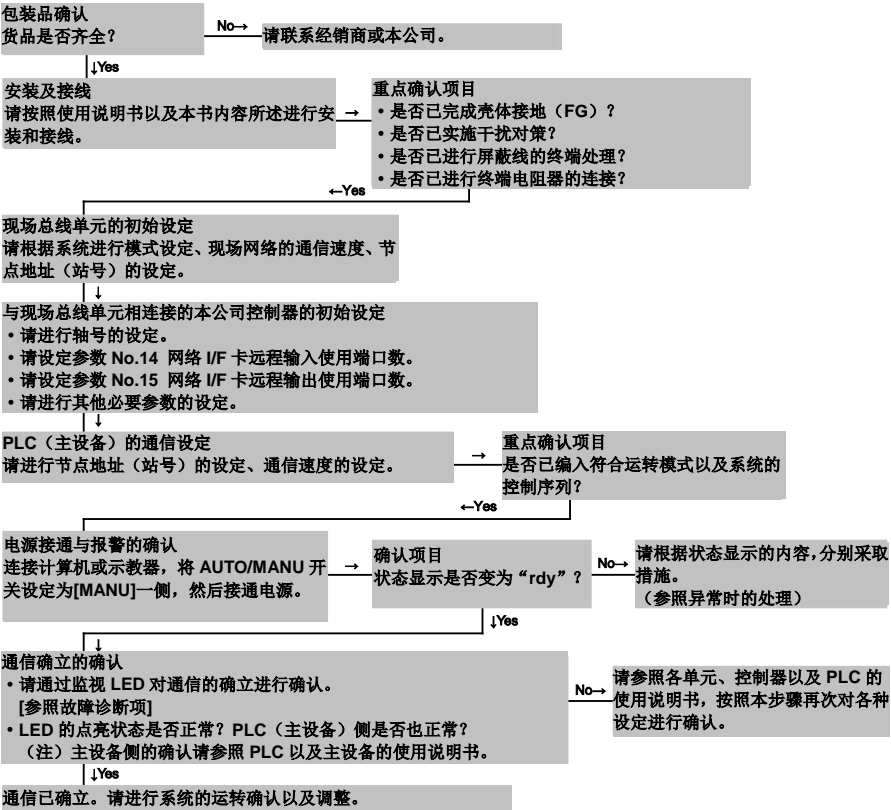 包装品确认
货品是否齐全？
No→
请联系经销商或本公司。
↓Yes
安装及接线
请按照使用说明书以及本书内容所述进行安
装和接线。
→
重点确认项目
・是否已完成壳体接地（FG）？
・是否已实施干扰对策？
・是否已进行屏蔽线的终端处理？
・是否已进行终端电阻器的连接？
←Yes
现场总线单元的初始设定
请根据系统进行模式设定、现场网络的通信速度、节
点地址（站号）的设定。
↓
与现场总线单元相连接的本公司控制器的初始设定
・请进行轴号的设定。
・请设定参数 No.14 网络 I/F 卡远程输入使用端口数。
・请设定参数 No.15 网络 I/F 卡远程输出使用端口数。
・请进行其他必要参数的设定。
↓
PLC（主设备）的通信设定
请进行节点地址（站号）的设定、通信速度的设定。
→
重点确认项目
是否已编入符合运转模式以及系统的
控制序列？
←Yes
电源接通与报警的确认
连接计算机或示教器，将 AUTO/MANU 开
关设定为[MANU]一侧，然后接通电源。
→
确认项目
状态显示是否变为“rdy”？
No→
请根据状态显示的内容，分别采取
措施。
（参照异常时的处理）
↓Yes
↓
通信确立的确认
・请通过监视 LED 对通信的确立进行确认。
[参照故障诊断项]
・LED 的点亮状态是否正常？PLC（主设备）侧是否也正常？
（注）主设备侧的确认请参照 PLC 以及主设备的使用说明书。
No→
请参照各单元、控制器以及 PLC 的
使用说明书，按照本步骤再次对各种
设定进行确认。
↓Yes
通信已确立。请进行系统的运转确认以及调整。